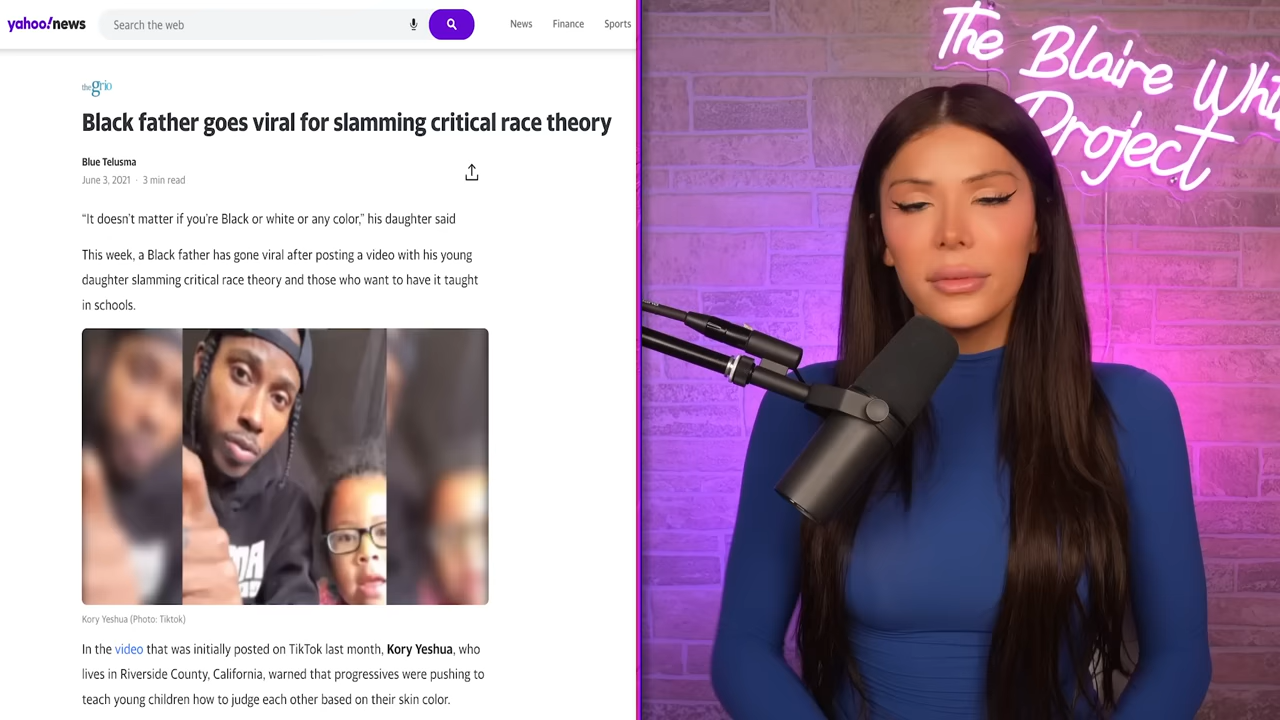 yahoo!news
Search the web
News Finance Sports
thegrio
Black father goes viral for slamming critical race theory
Blue Telusma
June 3, 2021 · 3 min read
“It doesn’t matter if you’re Black or white or any color,” his daughter said
This week, a Black father has gone viral after posting a video with his young
daughter slamming critical race theory and those who want to have it taught
in schools.
Kory Yeshua (Photo: Tiktok)
In the video that was initially posted on TikTok last month, Kory Yeshua, who
lives in Riverside County, California, warned that progressives were pushing to
teach young children how to judge each other based on their skin color.
The Blaire Whi
Project